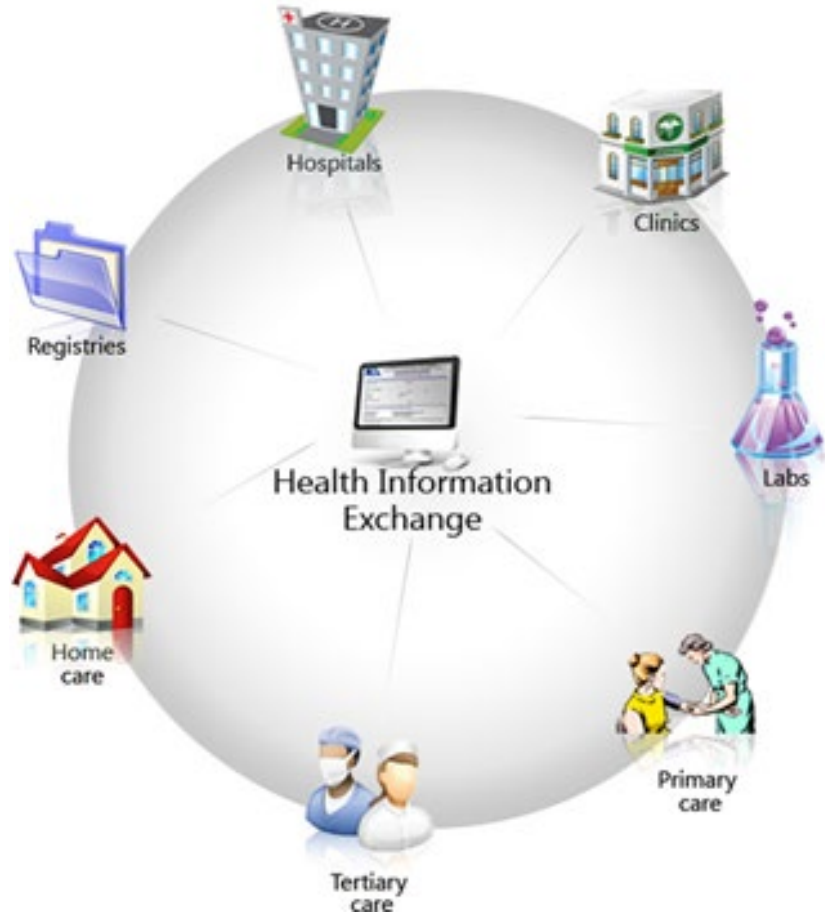 Hospitals
Clinics
Registries
Labs
Health Information
Exchange
Home
care
Primary
care
Tertiary
care